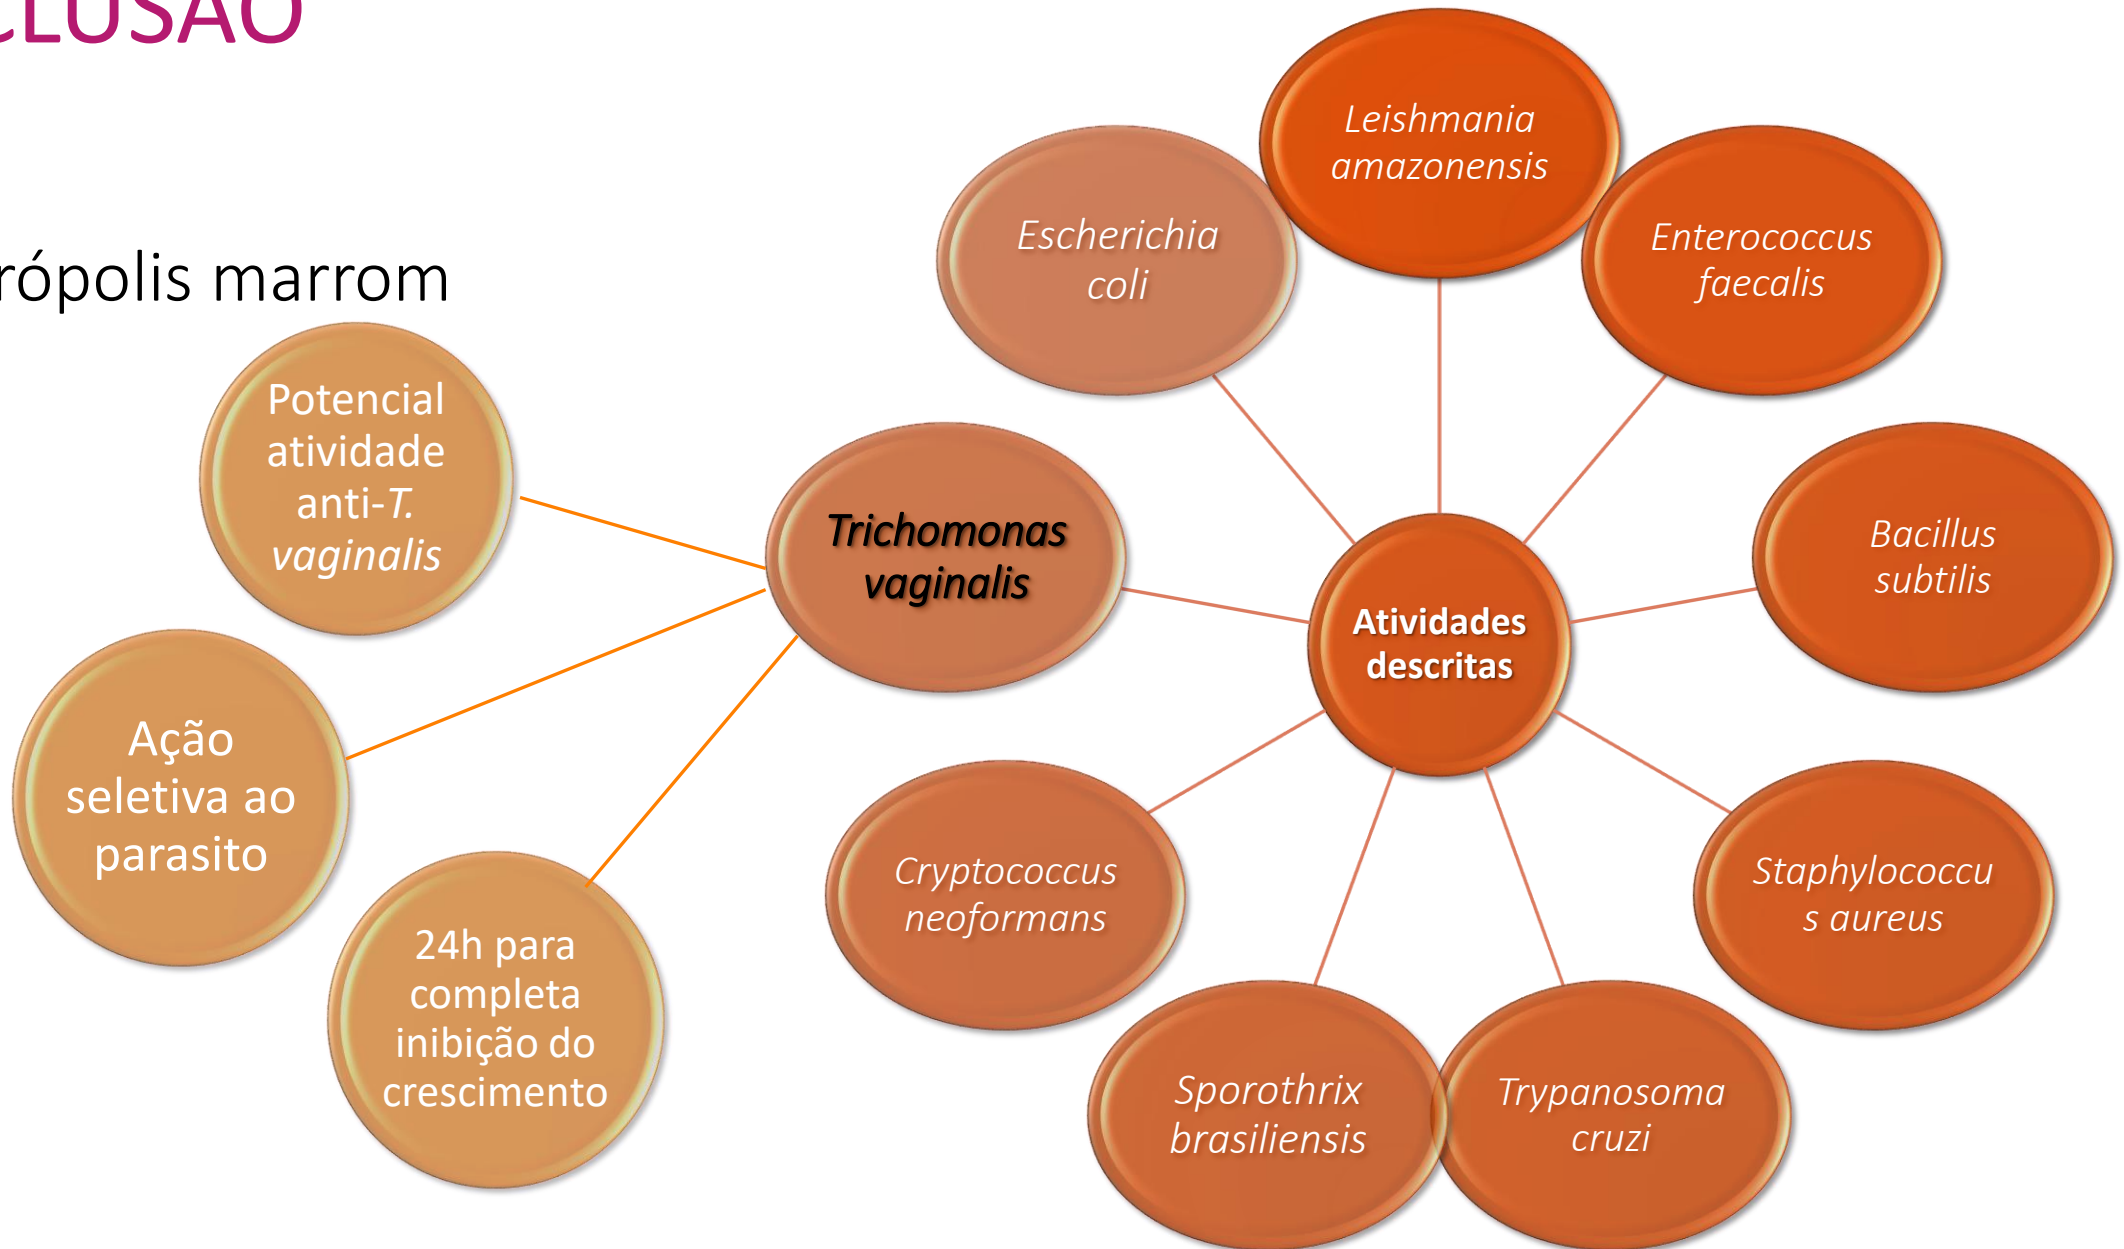 CLUSÃO
rópolis marrom
Potencial
atividade
anti-T.
vaginalis
Ação
seletiva ao
parasito
24h para
completa
inibição do
crescimento
Trichomonas
vaginalis
Escherichia
coli
Leishmania
amazonensis
Enterococcus
faecalis
Bacillus
subtilis
Atividades
descritas
Staphylococcu
s aureus
Trypanosoma
cruzi
Sporothrix
brasiliensis
Cryptococcus
neoformans